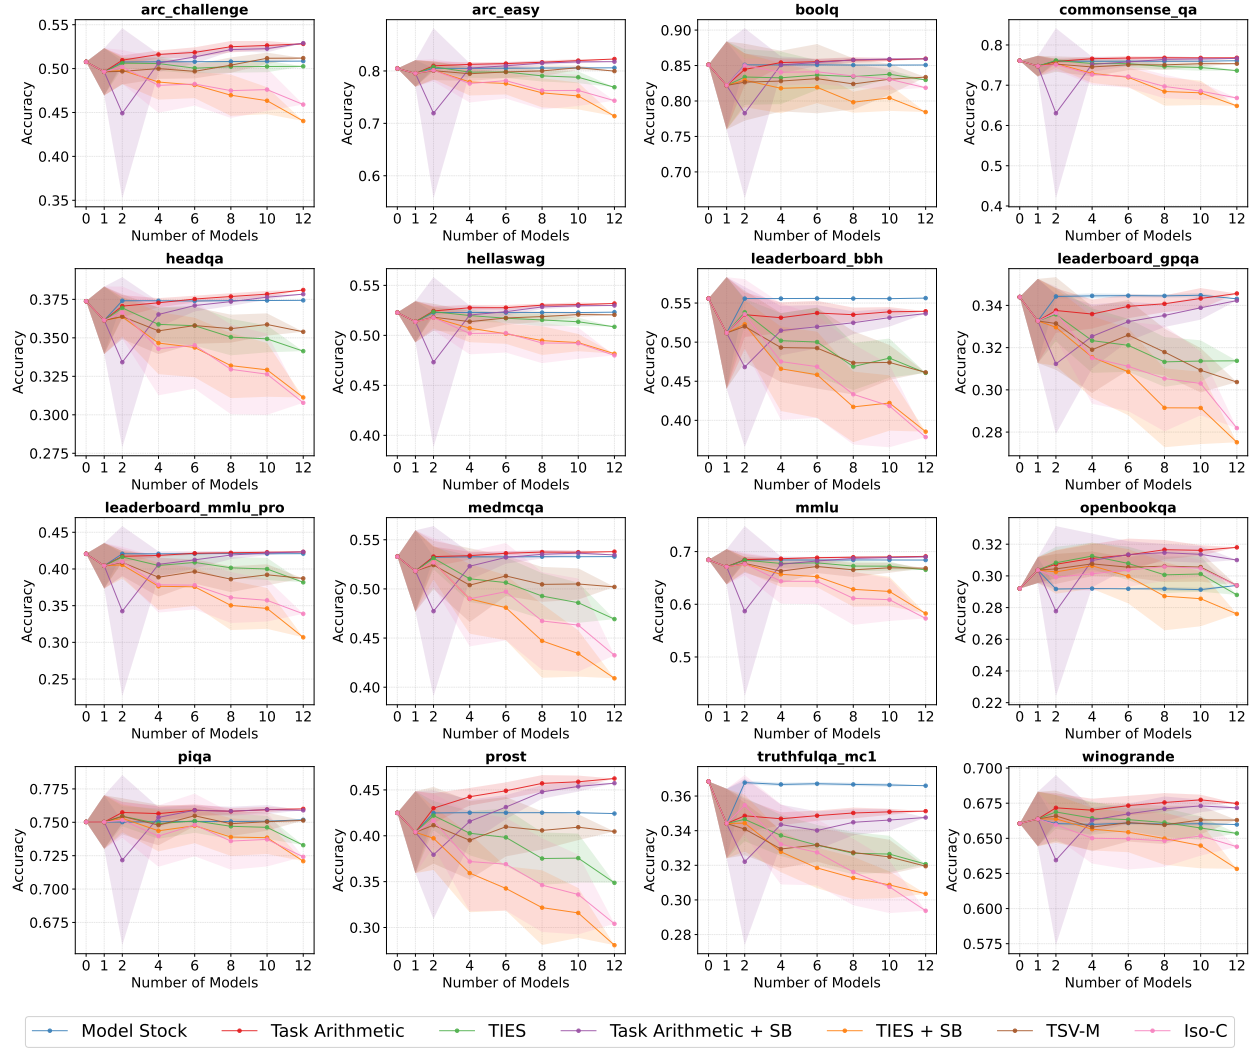 arc_challenge
0.55
0.50
0.45
0.40
0.35
Accuracy
0 1 2 4 6 8 10 12
Number of Models
arc_easy
0.8
0.7
0.6
Accuracy
0 1 2 4 6 8 10 12
Number of Models
boolq
0.90
0.85
0.80
0.75
0.70
Accuracy
0 1 2 4 6 8 10 12
Number of Models
commonsense_qa
0.8
0.7
0.6
0.5
0.4
Accuracy
0 1 2 4 6 8 10 12
Number of Models
headqa
0.375
0.350
0.325
0.300
0.275
Accuracy
0 1 2 4 6 8 10 12
Number of Models
hellaswag
0.55
0.50
0.45
0.40
Accuracy
0 1 2 4 6 8 10 12
Number of Models
leaderboard_bbh
0.55
0.50
0.45
0.40
Accuracy
0 1 2 4 6 8 10 12
Number of Models
leaderboard_gpqa
0.34
0.32
0.30
0.28
Accuracy
0 1 2 4 6 8 10 12
Number of Models
leaderboard_mmlu_pro
0.45
0.40
0.35
0.30
0.25
Accuracy
0 1 2 4 6 8 10 12
Number of Models
medmcqa
0.55
0.50
0.45
0.40
Accuracy
0 1 2 4 6 8 10 12
Number of Models
mmlu
0.7
0.6
0.5
Accuracy
0 1 2 4 6 8 10 12
Number of Models
openbookqa
0.32
0.30
0.28
0.26
0.24
0.22
Accuracy
0 1 2 4 6 8 10 12
Number of Models
piqa
0.775
0.750
0.725
0.700
0.675
Accuracy
0 1 2 4 6 8 10 12
Number of Models
prost
0.45
0.40
0.35
0.30
Accuracy
0 1 2 4 6 8 10 12
Number of Models
truthfulqa_mc1
0.36
0.34
0.32
0.30
0.28
Accuracy
0 1 2 4 6 8 10 12
Number of Models
winogrande
0.700
0.675
0.650
0.625
0.600
0.575
Accuracy
0 1 2 4 6 8 10 12
Number of Models
Model Stock Task Arithmetic TIES Task Arithmetic + SB TIES + SB TSV-M Iso-C